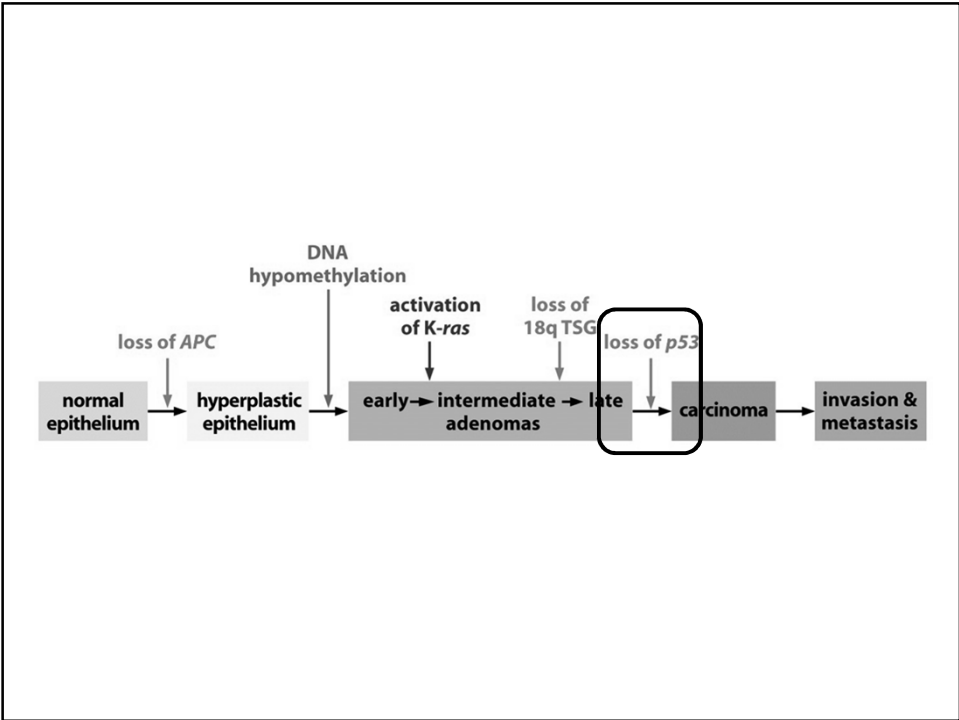 DNA
hypomethylation
activation
of K-ras
loss of
18q TSG
loss of APC
loss of p53
normal
epithelium
hyperplastic
epithelium
early → intermediate → late
adenomas
carcinoma
invasion &
metastasis